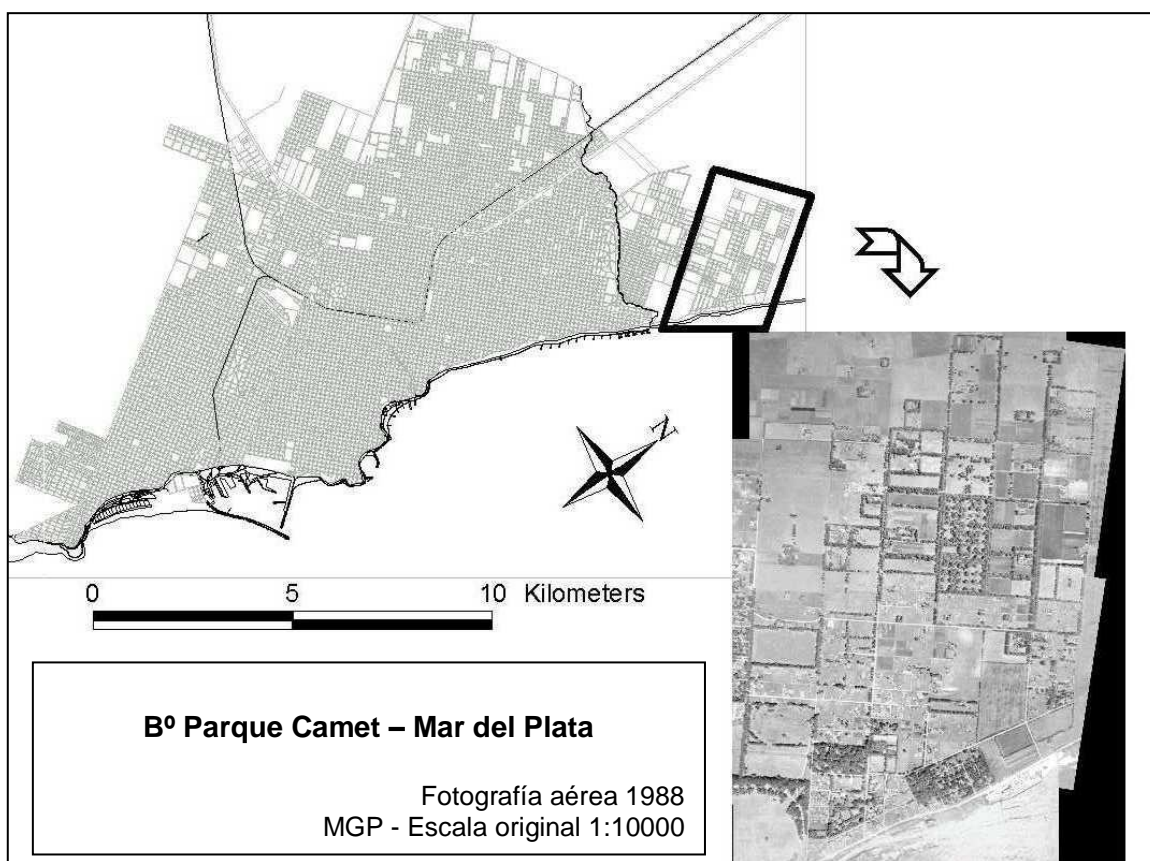 N
0 5 10 Kilometers
Bº Parque Camet – Mar del Plata
Fotografía aérea 1988
MGP - Escala original 1:10000